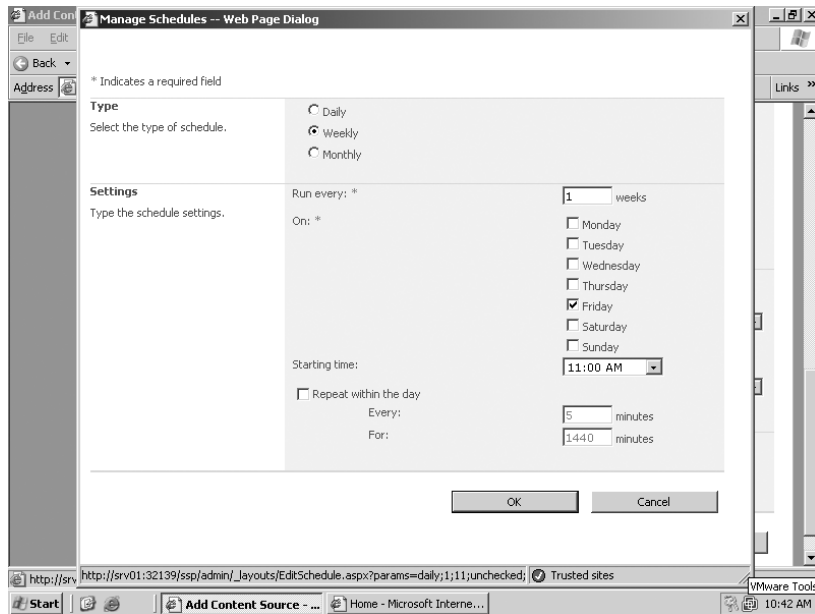 Add Cont
Manage Schedules -- Web Page Dialog
File Edit
Back
Address
Links »
* Indicates a required field
Type
Select the type of schedule.
Daily
Weekly
Monthly
Settings
Type the schedule settings.
Run every: *
1 weeks
On: *
Monday
Tuesday
Wednesday
Thursday
Friday
Saturday
Sunday
Starting time:
11:00 AM
Repeat within the day
Every:
5 minutes
For:
1440 minutes
OK
Cancel
http://srv
http://srv01:32139/ssp/admin/_layouts/EditSchedule.aspx?params=daily;1;11;unchecked;
Trusted sites
VMware Tools
Start
Add Content Source - ...
Home - Microsoft Interne...
10:42 AM